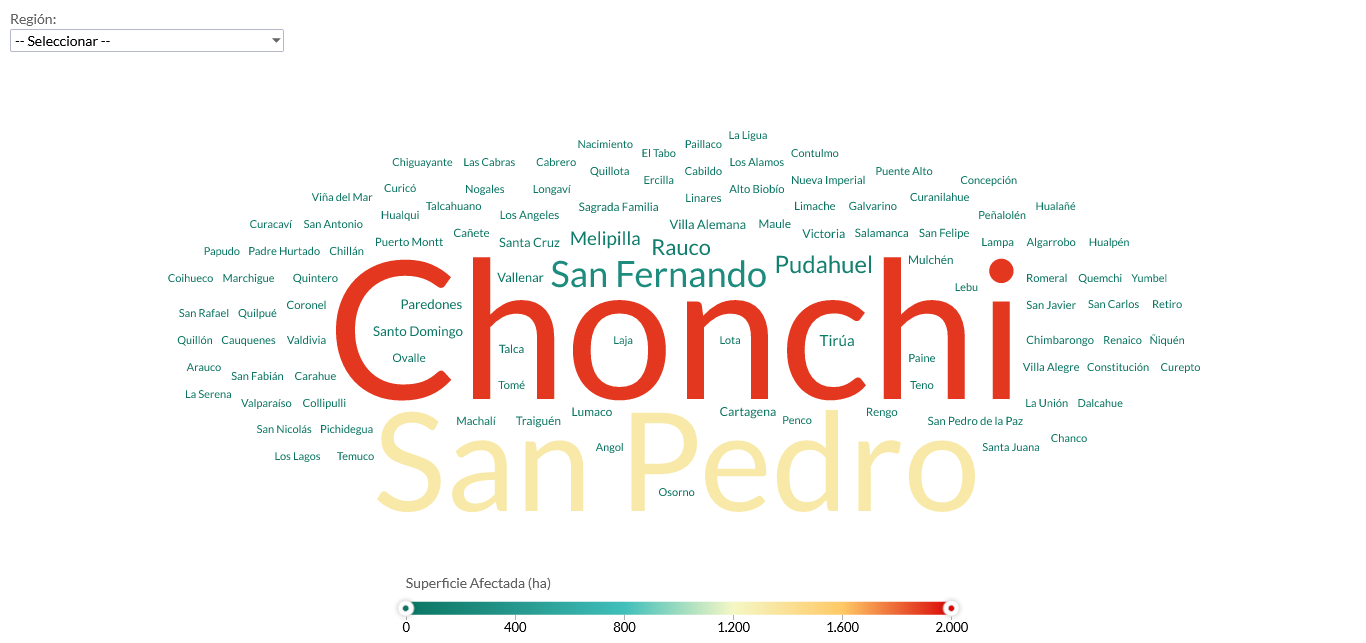 Región:
-- Seleccionar --
La Ligua
Nacimiento El Tabo Paillaco Contulmo
Chiguayante Las Cabras Cabrero Quillota Cabildo Los Alamos Puente Alto
Ercilla Nueva Imperial Concepción
Viña del Mar Curicó Nogales Longaví Linares Alto Biobío Curanilahue
Hualqui Talcahuano Los Angeles Sagrada Familia Limache Galvarino Peñalolén Hualañé
Curacaví San Antonio Cañete Villa Alemana Maule Victoria Salamanca San Felipe
Papudo Padre Hurtado Chillán Puerto Montt Santa Cruz Melipilla Rauco Lampa Algarrobo Hualpén
Coihueco Marchigue Quintero Vallenar San Fernando Pudahuel Mulchén Lebu Romeral Quemchi Yumbel
San Rafael Quilpué Coronel Paredones San Javier San Carlos Retiro
Chonchi
Quillón Cauquenes Valdivia Santo Domingo Talca Laja Lota Tirúa Chimbarongo Renaico Ñiquén
Arauco San Fabián Carahue Ovalle Tomé Paine Teno Villa Alegre Constitución Curepto
La Serena Valparaíso Collipulli La Unión Dalcahue
San Nicolás Pichidegua Machalí Traiguén Lumaco Cartagena Penco Rengo San Pedro de la Paz
Los Lagos Temuco Angol Santa Juana Chanco
San Pedro
Osorno
Superficie Afectada (ha)
0 400 800 1.200 1.600 2.000